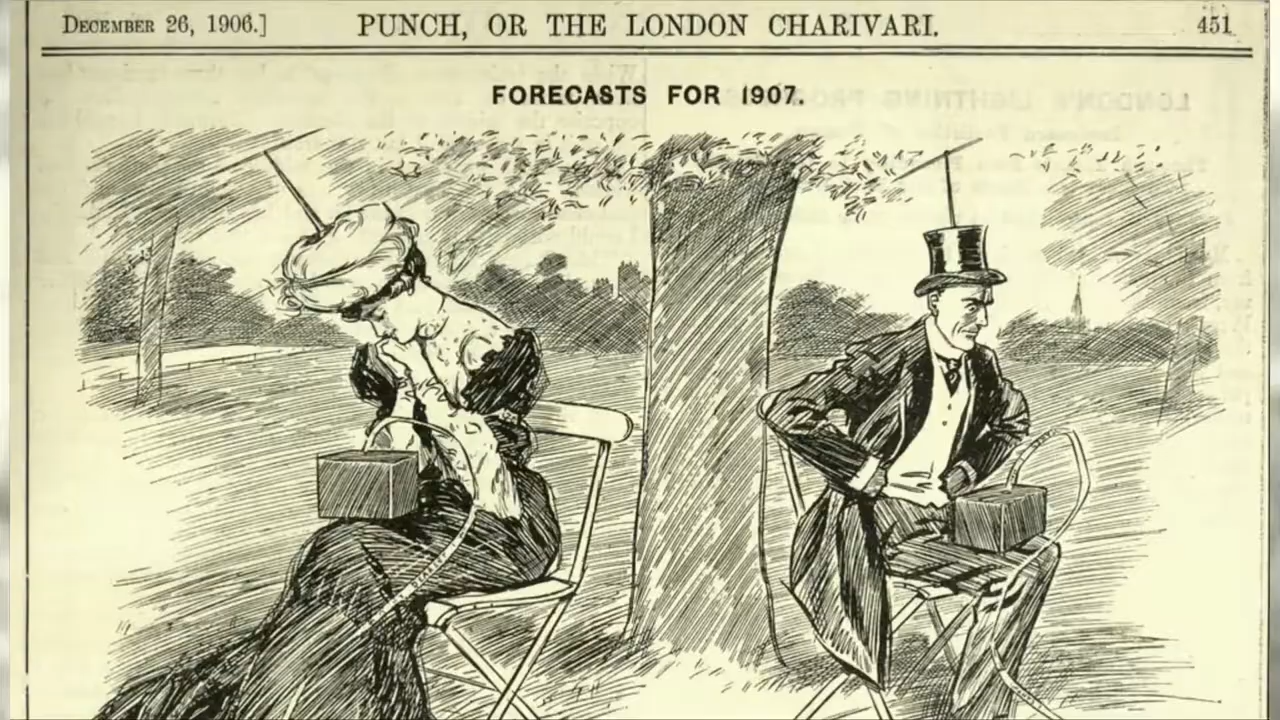 DECEMBER 26, 1906.] PUNCH, OR THE LONDON CHARIVARI. 451
FORECASTS FOR 1907.